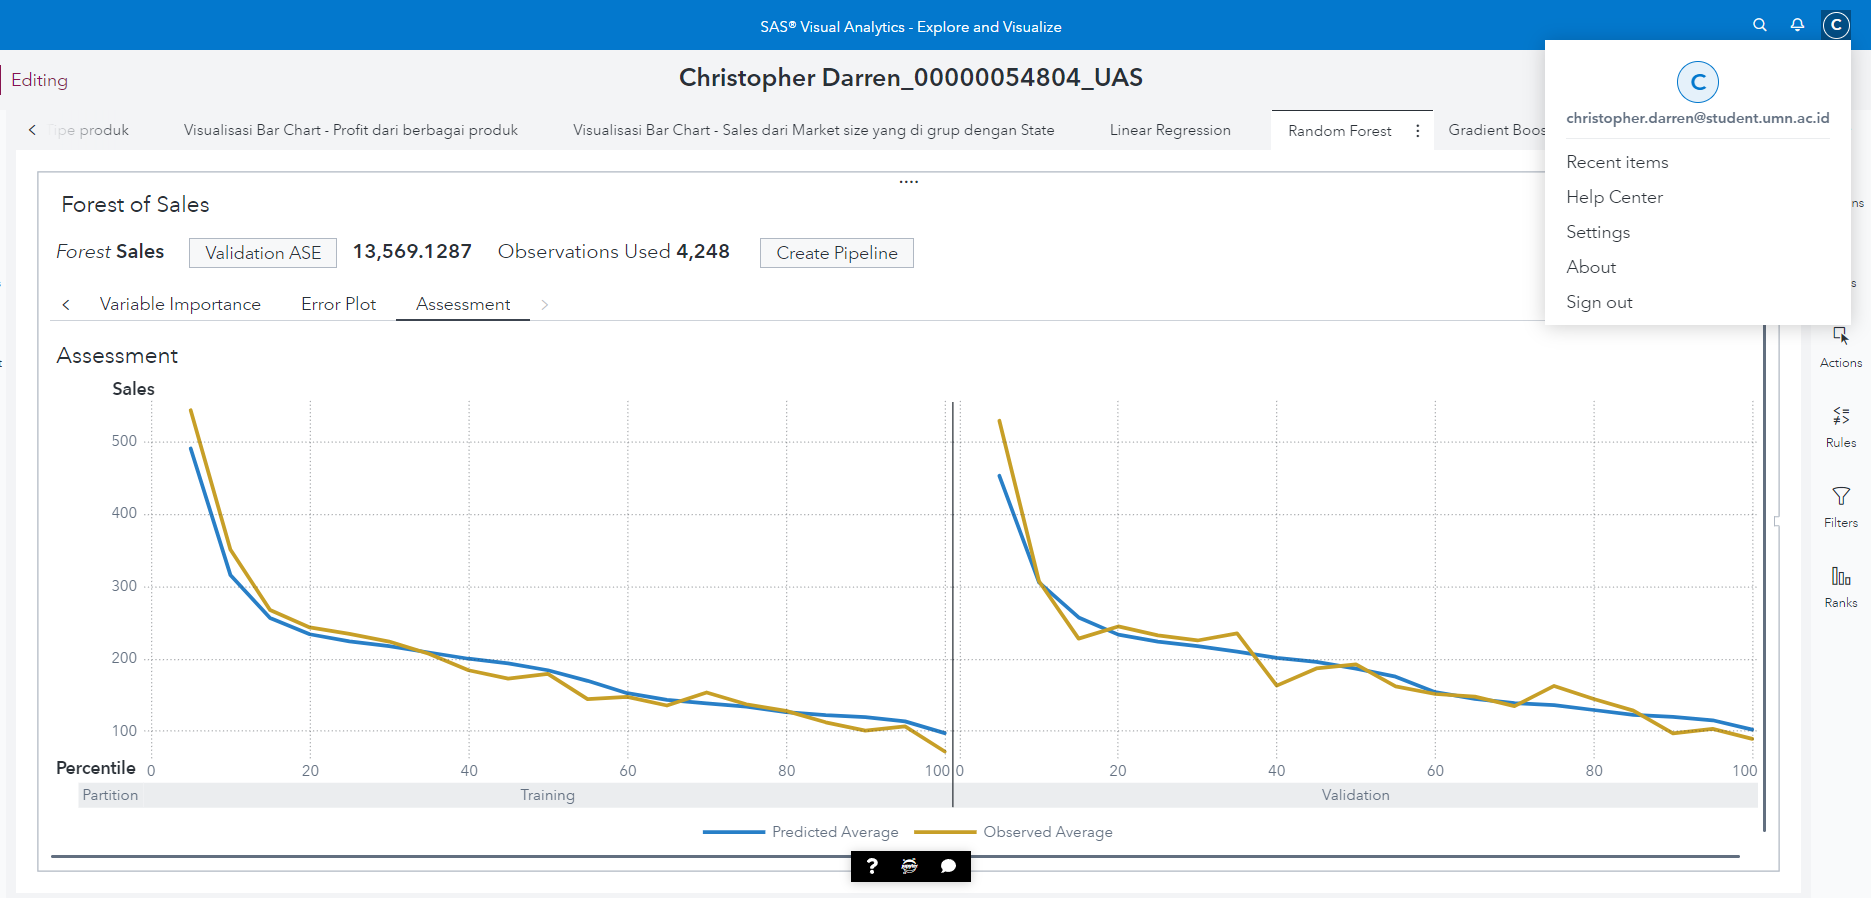 SAS® Visual Analytics - Explore and Visualize
C
Editing
Christopher Darren_00000054804_UAS
C
christopher.darren@student.umn.ac.id
Recent items
Help Center
Settings
About
Sign out
produk
Visualisasi Bar Chart - Profit dari berbagai produk
Visualisasi Bar Chart - Sales dari Market size yang di grup dengan State
Linear Regression
Random Forest
Gradient Boos
Forest of Sales
Forest Sales
Validation ASE
13,569.1287
Observations Used 4,248
Create Pipeline
Variable Importance
Error Plot
Assessment
Assessment
Sales
500
400
300
200
100
Percentile
0 20 40 60 80 100
0 20 40 60 80 100
Partition
Training
Validation
Predicted Average
Observed Average
Actions
Rules
Filters
Ranks
?